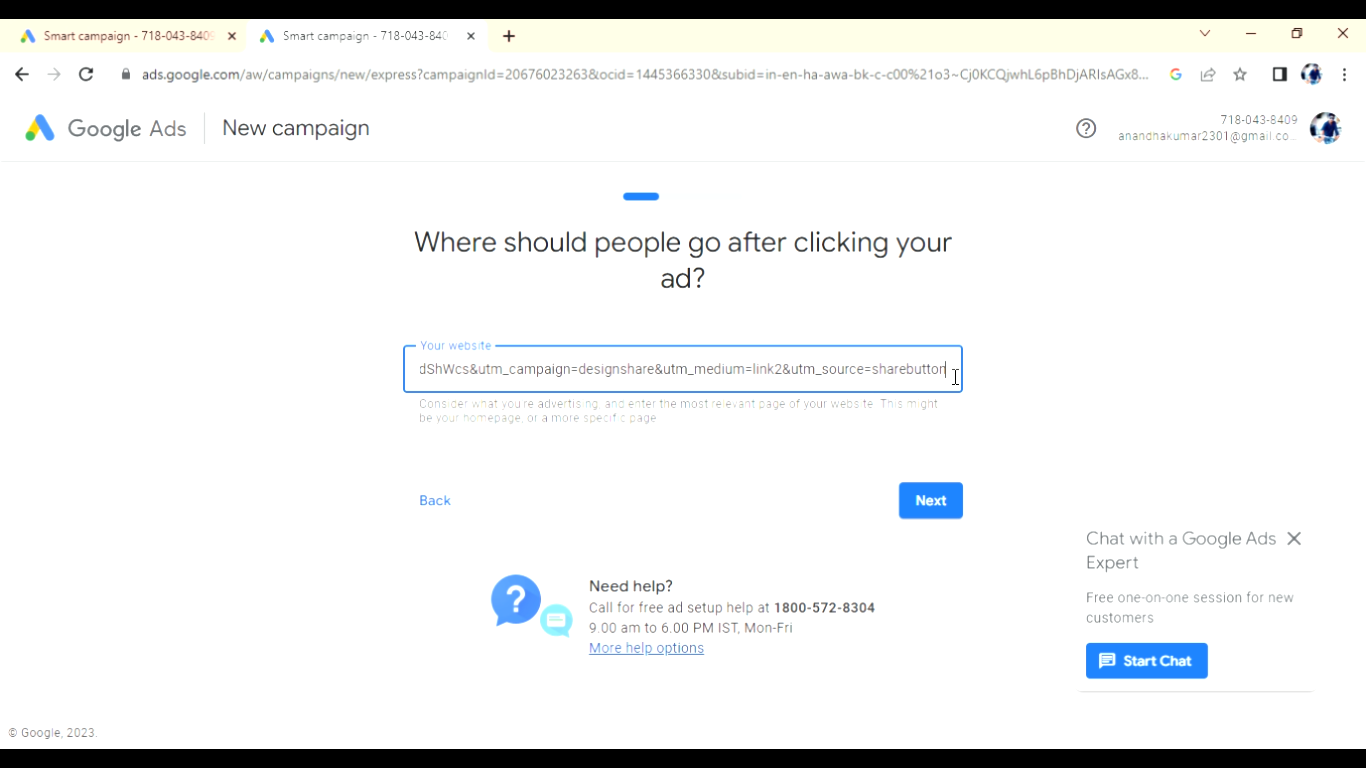 Smart campaign - 718-043-8409
Smart campaign - 718-043-840
ads.google.com/aw/campaigns/new/express?campaignId=20676023263&ocid=1445366330&subid=in-en-ha-awa-bk-c-c00%21o3~Cj0KCQjwhL6pBhDjARIsAGx8...
Google Ads
New campaign
718-043-8409
anandhakumar2301@gmail.co...
Where should people go after clicking your
ad?
Your website
dShWcs&utm_campaign=designshare&utm_medium=link2&utm_source=sharebutton
Consider what you're advertising, and enter the most relevant page of your website. This might
be your homepage, or a more specific page
Back
Next
Need help?
Call for free ad setup help at 1800-572-8304
9.00 am to 6.00 PM IST, Mon-Fri
More help options
Chat with a Google Ads
Expert
Free one-on-one session for new
customers
Start Chat
© Google, 2023.